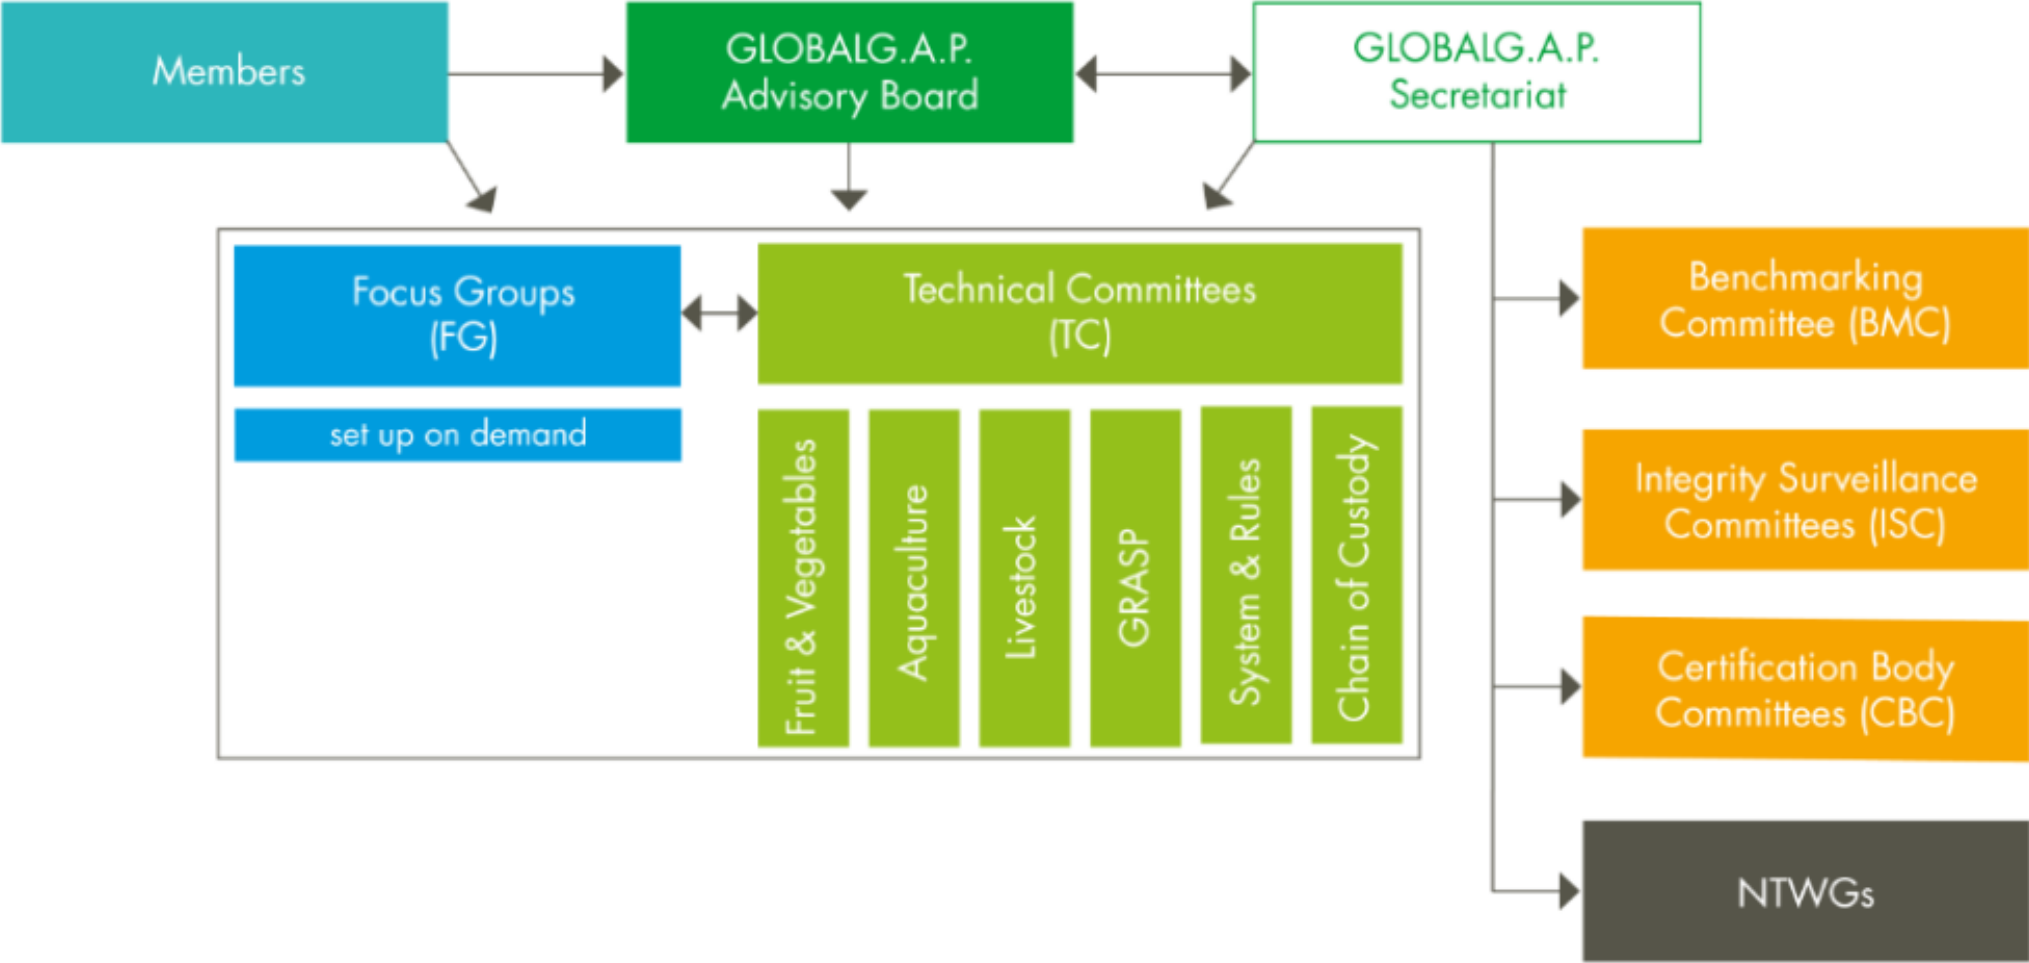 Members
GLOBALG.A.P.
Advisory Board
GLOBALG.A.P.
Secretariat
Focus Groups
(FG)
set up on demand
Technical Committees
(TC)
Fruit & Vegetables
Aquaculture
Livestock
GRASP
System & Rules
Chain of Custody
Benchmarking
Committee (BMC)
Integrity Surveillance
Committees (ISC)
Certification Body
Committees (CBC)
NTWGs